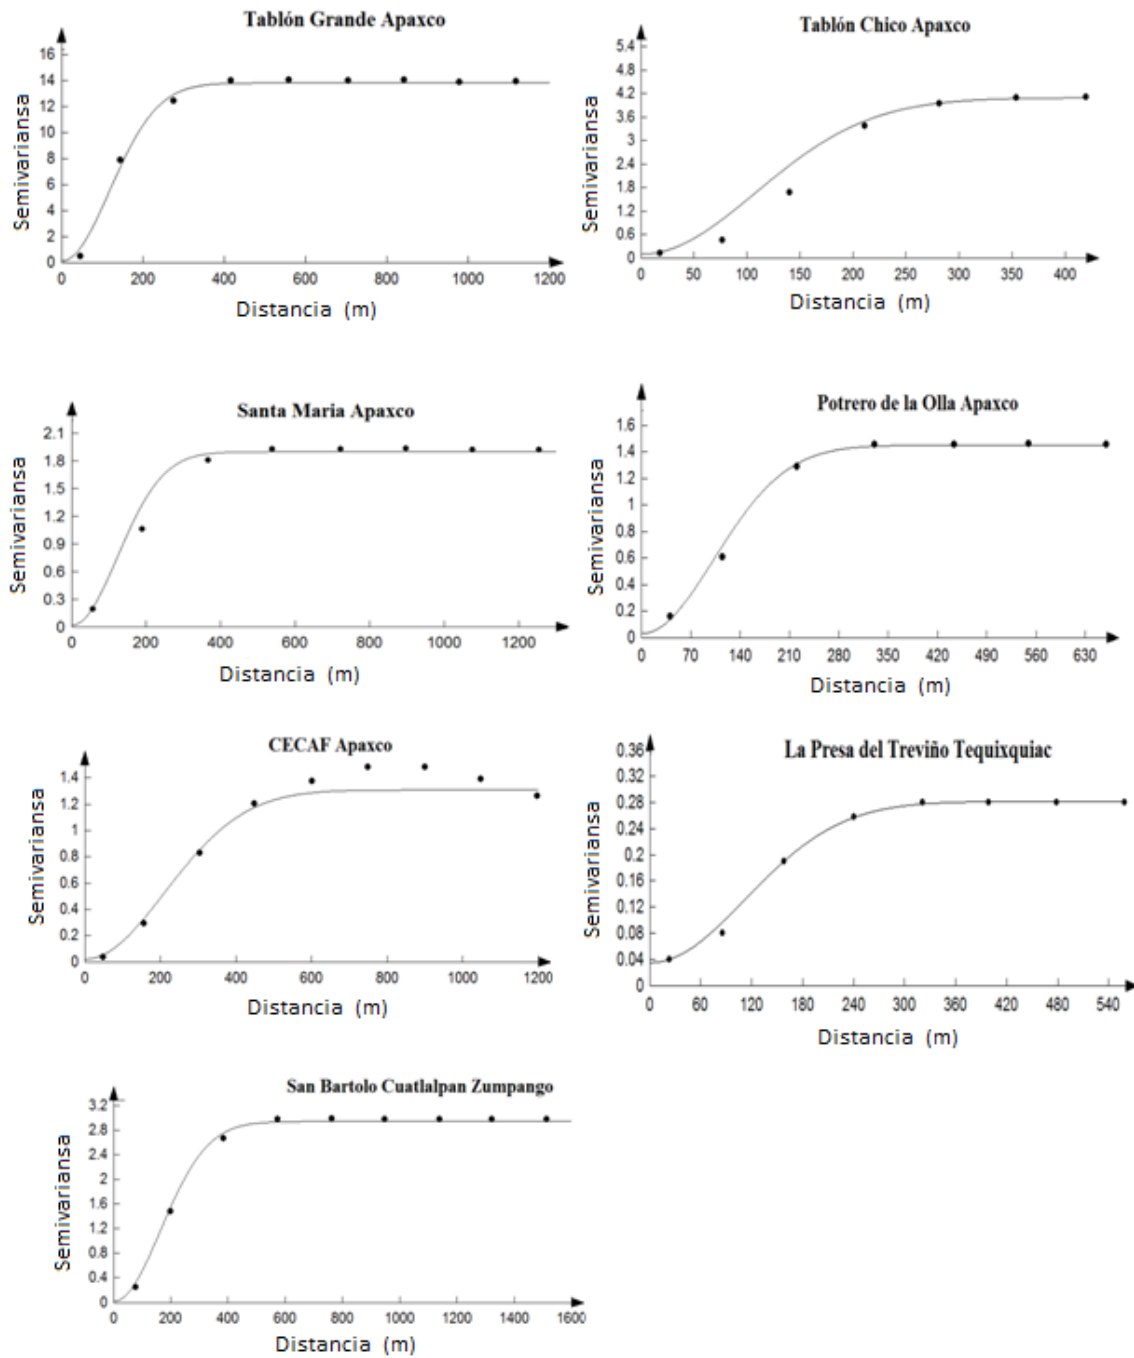 Tablón Grande Apaxco
Semivariansa
16
14
12
10
8
6
4
2
0
0 200 400 600 800 1000 1200
Distancia (m)
Tablón Chico Apaxco
Semivariansa
5.4
4.8
4.2
3.6
3
2.4
1.8
1.2
0.6
0
0 50 100 150 200 250 300 350 400
Distancia (m)
Santa Maria Apaxco
Semivariansa
2.1
1.8
1.5
1.2
0.9
0.6
0.3
0
0 200 400 600 800 1000 1200
Distancia (m)
Potrero de la Olla Apaxco
Semivariansa
1.6
1.4
1.2
1
0.8
0.6
0.4
0.2
0
0 70 140 210 280 350 420 490 560 630
Distancia (m)
CECAF Apaxco
Semivariansa
1.4
1.2
1
0.8
0.6
0.4
0.2
0
0 200 400 600 800 1000 1200
Distancia (m)
La Presa del Treviño Tequixquiac
Semivariansa
0.36
0.32
0.28
0.24
0.2
0.16
0.12
0.08
0.04
0
0 60 120 180 240 300 360 420 480 540
Distancia (m)
San Bartolo Cuatlalpan Zumpango
Semivariansa
3.2
2.8
2.4
2
1.6
1.2
0.8
0.4
0
0 200 400 600 800 1000 1200 1400 1600
Distancia (m)